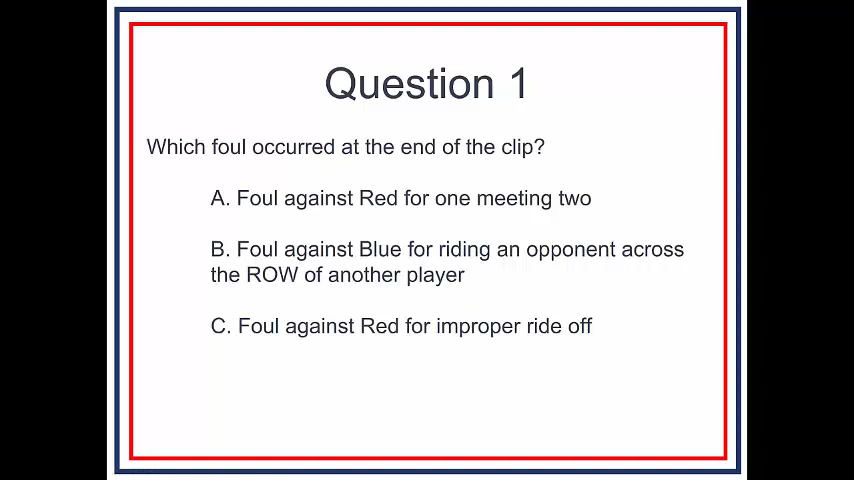 Question 1
Which foul occurred at the end of the clip?
A. Foul against Red for one meeting two
B. Foul against Blue for riding an opponent across
the ROW of another player
C. Foul against Red for improper ride off